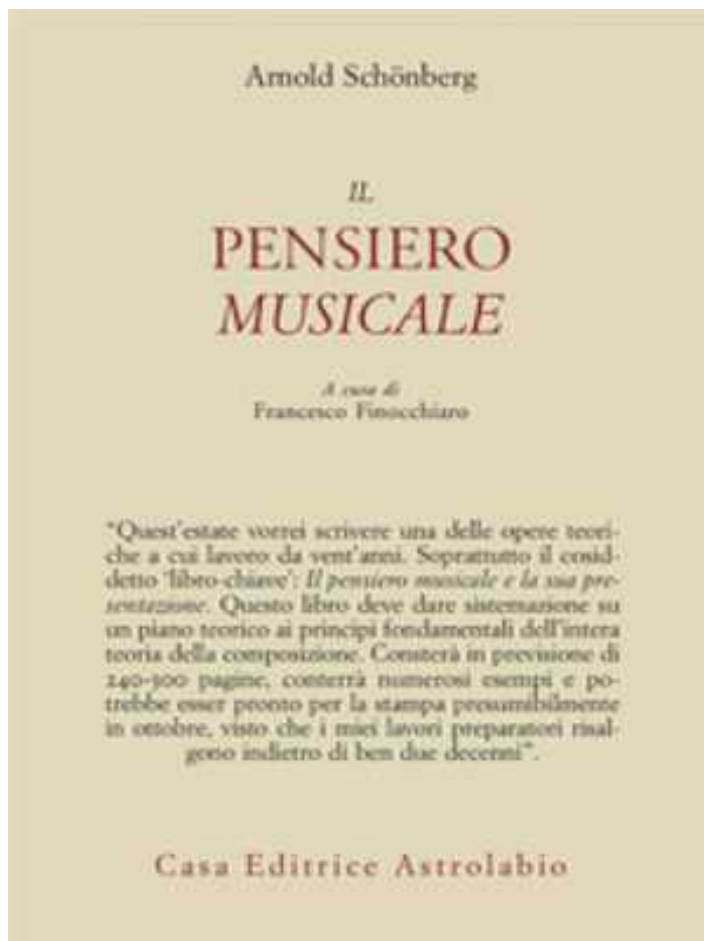 Arnold Schönberg
IL
PENSIERO
MUSICALE
A cura di
Francesco Finocchiaro
“Quest’estate vorrei scrivere una delle opere teori-
che a cui lavoro da vent’anni. Soprattutto il cosid-
detto ‘libro-chiave’: Il pensiero musicale e la sua pre-
sentazione. Questo libro deve dare sistemazione su
un piano teorico ai principi fondamentali dell’intera
teoria della composizione. Consterà in previsione di
240-300 pagine, conterrà numerosi esempi e po-
trebbe esser pronto per la stampa presumibilmente
in ottobre, visto che i miei lavori preparatori risal-
gono indietro di ben due decenni”.
Casa Editrice Astrolabio